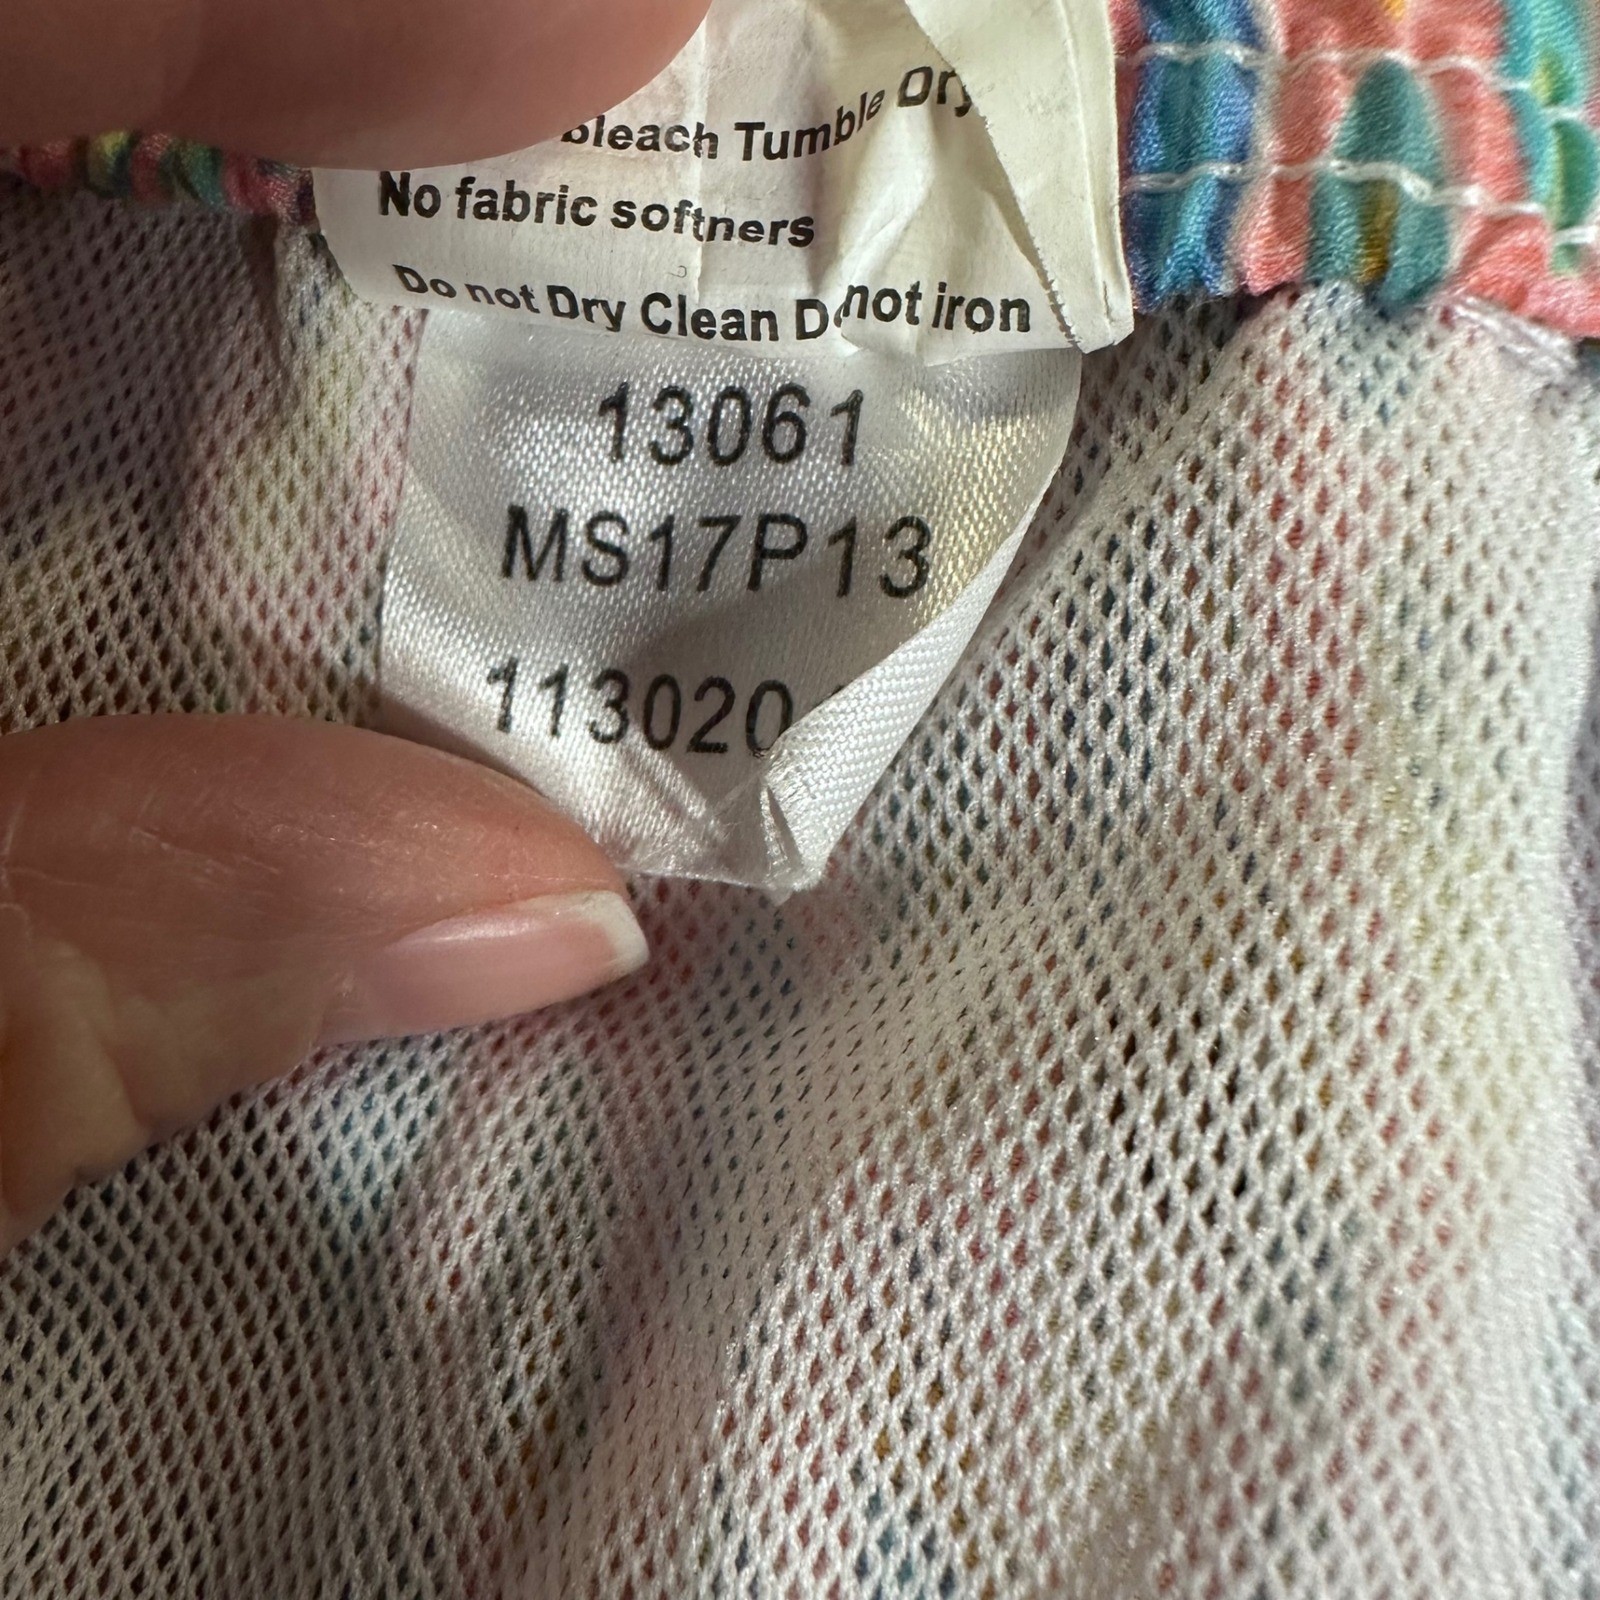 bleach Tumble Dry
No fabric softners
Do not Dry Clean Do not iron
13061
MS17P13
113020